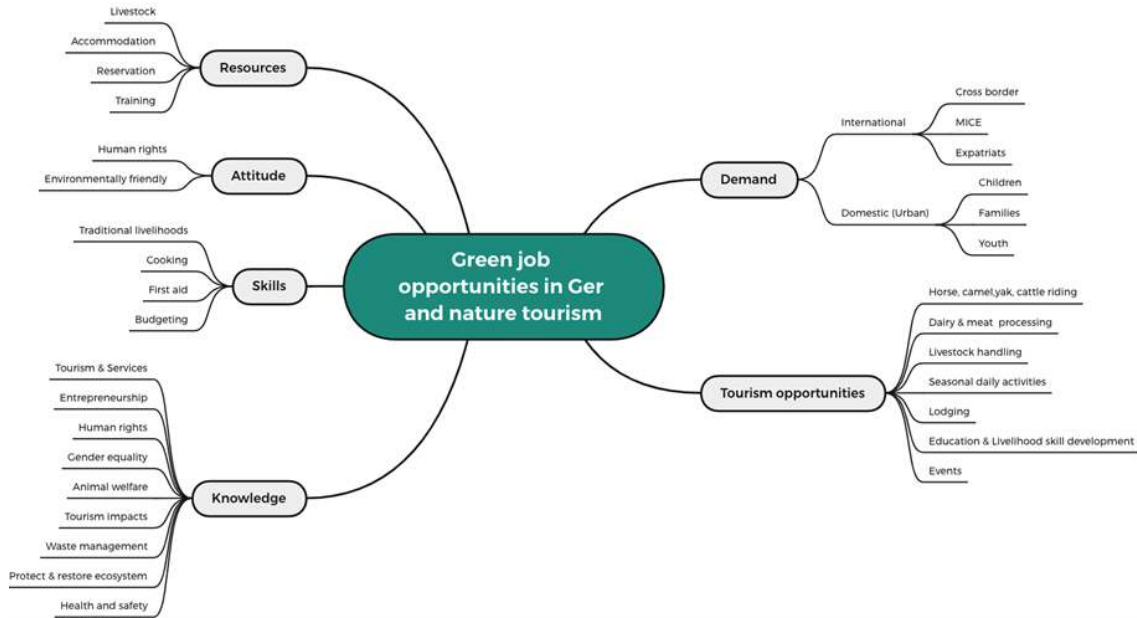 Livestock
Accommodation
Reservation
Training
Resources
Human rights
Environmentally friendly
Attitude
Traditional livelihoods
Cooking
First aid
Budgeting
Skills
Tourism & Services
Entrepreneurship
Human rights
Gender equality
Animal welfare
Tourism impacts
Waste management
Protect & restore ecosystem
Health and safety
Knowledge
Green job
opportunities in Ger
and nature tourism
Demand
International
Cross border
MICE
Expatriats
Domestic (Urban)
Children
Families
Youth
Tourism opportunities
Horse, camel,yak, cattle riding
Dairy & meat processing
Livestock handling
Seasonal daily activities
Lodging
Education & Livelihood skill development
Events